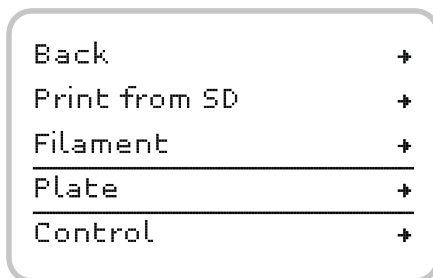 Back →
Print from SD →
Filament →
Plate →
Control →